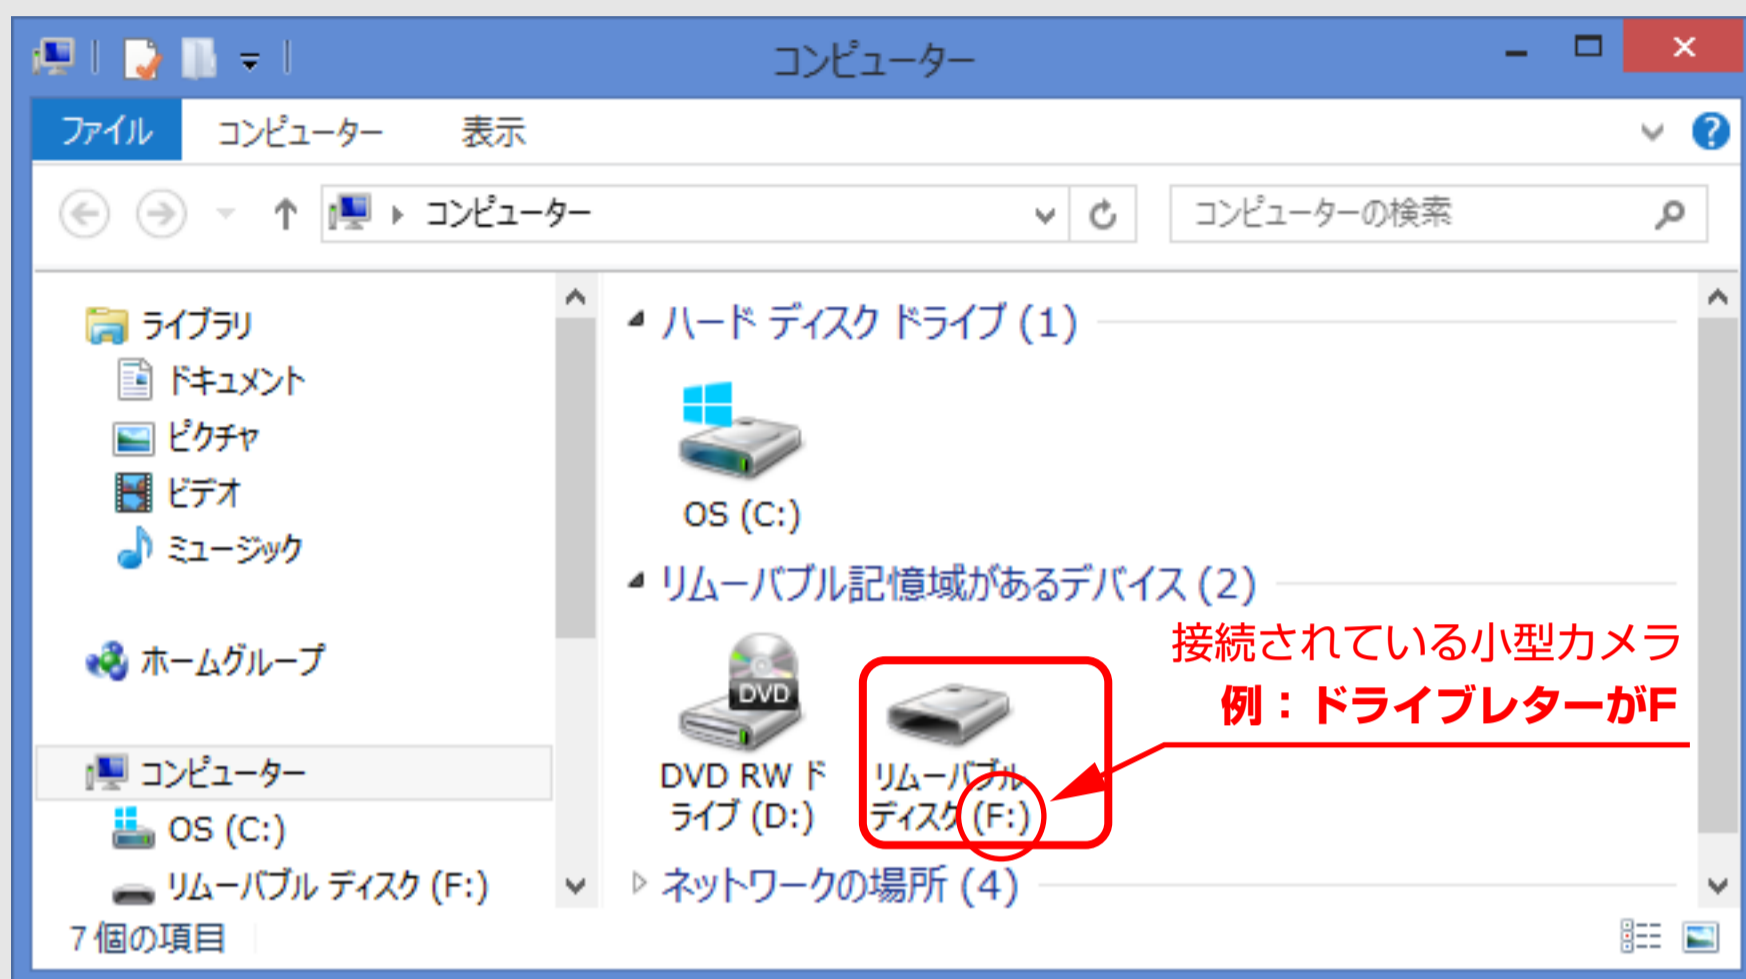 コンピューター
ファイル コンピューター 表示
コンピューター コンピューターの検索
ライブラリ
ドキュメント
ピクチャ
ビデオ
ミュージック
ホームグループ
コンピューター
OS (C:)
リムーバブル ディスク (F:)
ハード ディスク ドライブ (1)
OS (C:)
リムーバブル記憶域があるデバイス (2)
接続されている小型カメラ
例：ドライブレターがF
DVD
DVD RW ド
ライブ (D:)
リムーバブル
ディスク (F:)
ネットワークの場所 (4)
7 個の項目